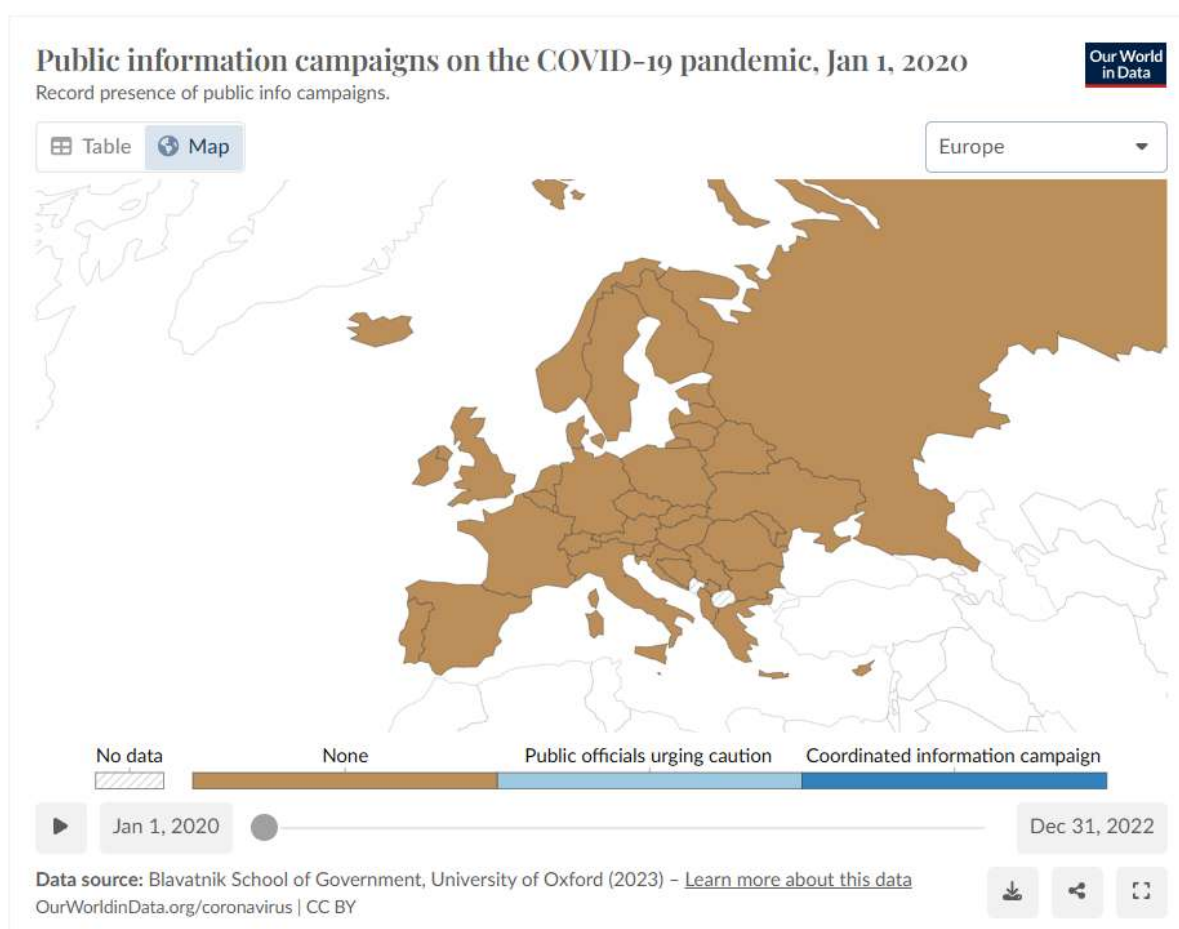 Public information campaigns on the COVID-19 pandemic, Jan 1, 2020
Our World
in Data
Record presence of public info campaigns.
Table
Map
Europe
No data
None
Public officials urging caution
Coordinated information campaign
Jan 1, 2020
Dec 31, 2022
Data source: Blavatnik School of Government, University of Oxford (2023) – Learn more about this data
OurWorldinData.org/coronavirus | CC BY